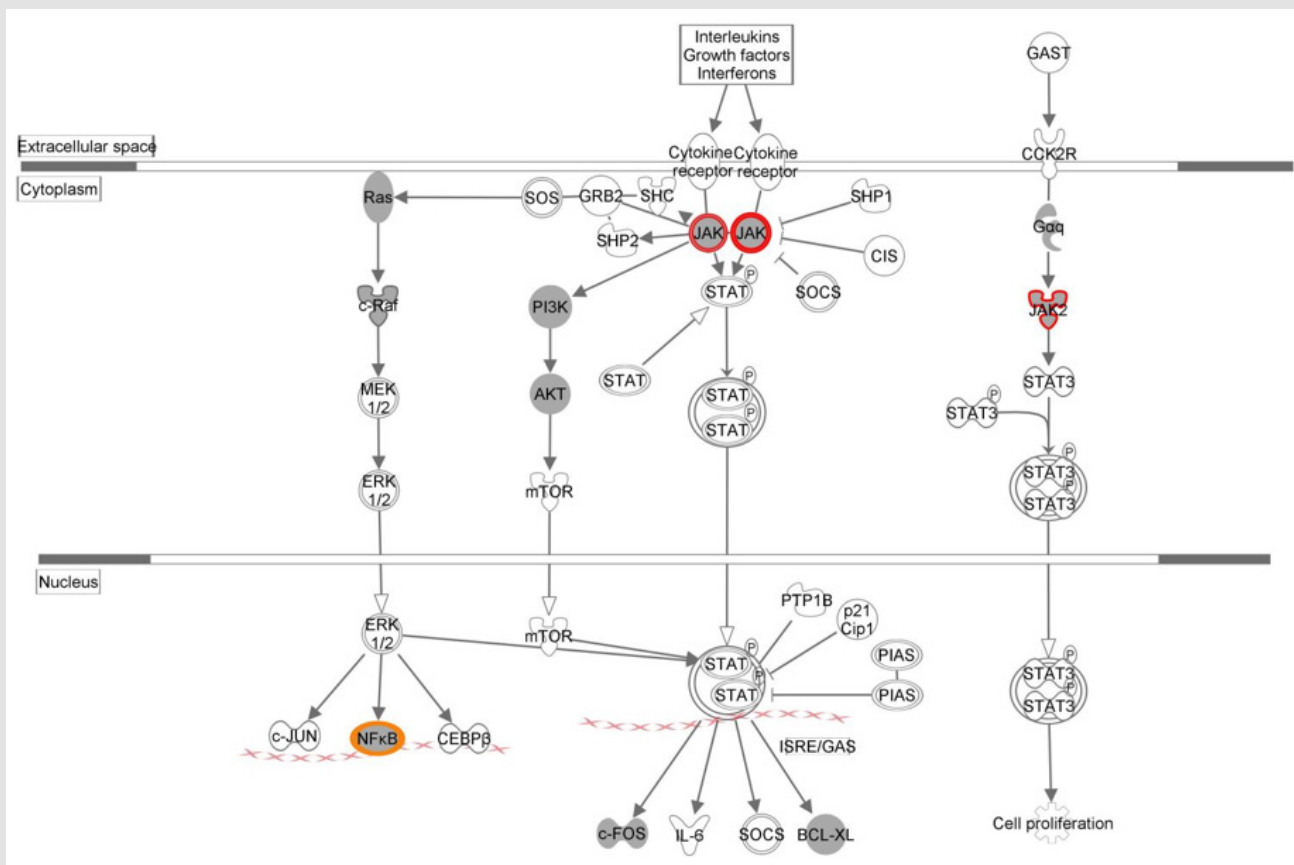 Interleukins
Growth factors
Interferons
GAST
Extracellular space
Cytokine
receptor
Cytokine
receptor
CCK2R
Cytoplasm
Ras
SOS
GRB2
SHC
SHP1
SHP2
JAK
JAK
Gαq
CIS
P
STAT
SOCS
c-Raf
PI3K
JAK2
STAT
MEK
1/2
AKT
P
STAT
P
STAT
STAT3
P
STAT3
ERK
1/2
mTOR
P
STAT3
P
STAT3
Nucleus
ERK
1/2
mTOR
PTP1B
p21
Cip1
P
STAT
P
STAT
PIAS
PIAS
P
STAT3
P
STAT3
c-JUN
NFκB
CEBPβ
ISRE/GAS
c-FOS
IL-6
SOCS
BCL-XL
Cell proliferation